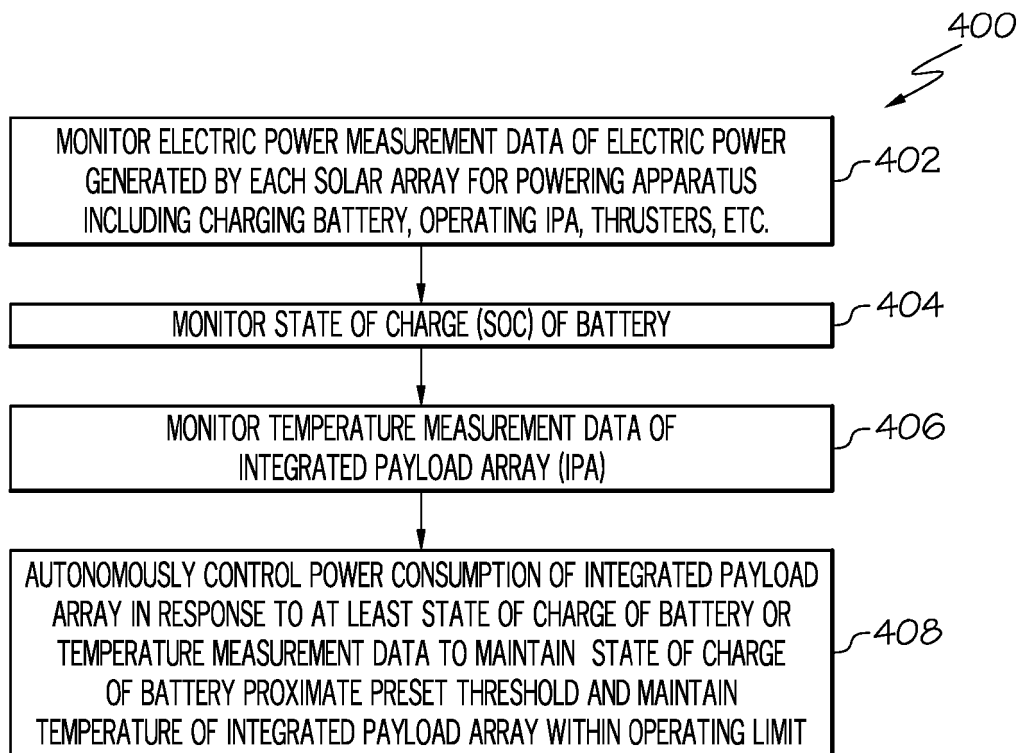 400
MONITOR ELECTRIC POWER MEASUREMENT DATA OF ELECTRIC POWER
GENERATED BY EACH SOLAR ARRAY FOR POWERING APPARATUS
INCLUDING CHARGING BATTERY, OPERATING IPA, THRUSTERS, ETC.
402
MONITOR STATE OF CHARGE (SOC) OF BATTERY
404
MONITOR TEMPERATURE MEASUREMENT DATA OF
INTEGRATED PAYLOAD ARRAY (IPA)
406
AUTONOMOUSLY CONTROL POWER CONSUMPTION OF INTEGRATED PAYLOAD
ARRAY IN RESPONSE TO AT LEAST STATE OF CHARGE OF BATTERY OR
TEMPERATURE MEASUREMENT DATA TO MAINTAIN STATE OF CHARGE
OF BATTERY PROXIMATE PRESET THRESHOLD AND MAINTAIN
TEMPERATURE OF INTEGRATED PAYLOAD ARRAY WITHIN OPERATING LIMIT
408